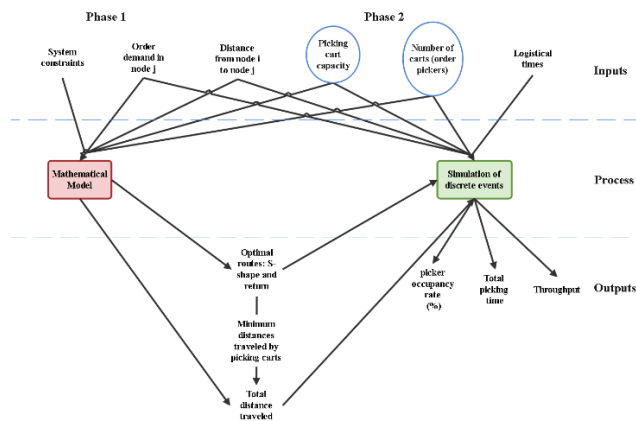 Phase 1
Phase 2
System
constraints
Order
demand in
node j
Distance
from node i
to node j
Picking
cart
capacity
Number of
carts (order
pickers)
Logistical
times
Inputs
Mathematical
Model
Simulation of
discrete events
Process
Optimal
routes: S-
shape and
return
Minimum
distances
traveled by
picking carts
Total
distance
traveled
picker
occupancy
rate
(%)
Total
picking
time
Throughput
Outputs